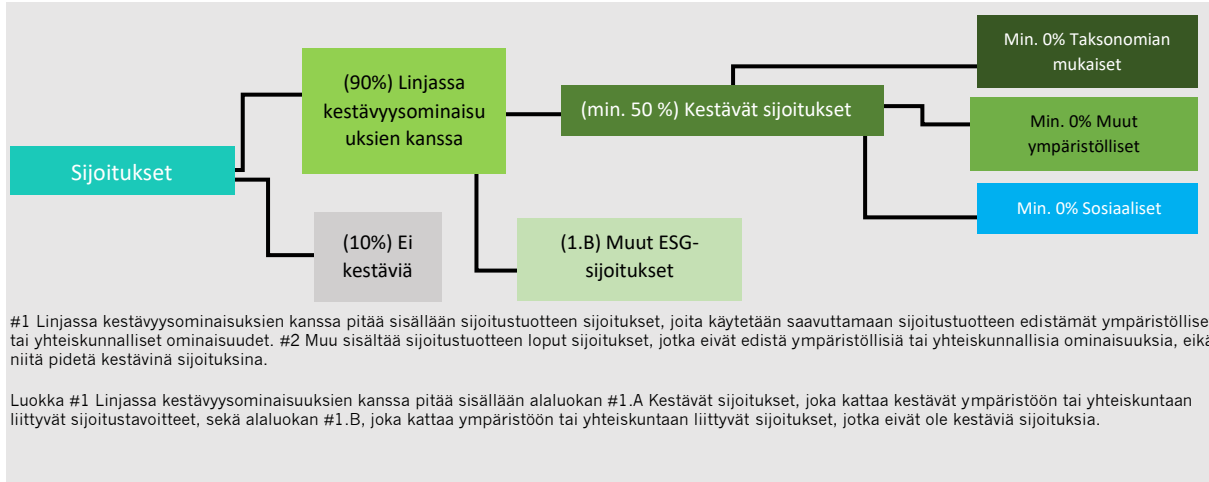 Sijoitukset
(90%) Linjassa
kestävyysominaisu
uksien kanssa
(10%) Ei
kestäviä
(min. 50 %) Kestävät sijoitukset
(1.B) Muut ESG-
sijoitukset
Min. 0% Taksonomian
mukaiset
Min. 0% Muut
ympäristölliset
Min. 0% Sosiaaliset
#1 Linjassa kestävyysominaisuksien kanssa pitää sisällään sijoitustuotteen sijoitukset, joita käytetään saavuttamaan sijoitustuotteen edistämät ympäristöllise
tai yhteiskunnalliset ominaisuudet. #2 Muu sisältää sijoitustuotteen loput sijoitukset, jotka eivät edistä ympäristöllisiä tai yhteiskunnallisia ominaisuuksia, eikä
niitä pidetä kestävinä sijoituksina.
Luokka #1 Linjassa kestävyysominaisuuksien kanssa pitää sisällään alaluokan #1.A Kestävät sijoitukset, joka kattaa kestävät ympäristöön tai yhteiskuntaan
liittyvät sijoitustavoitteet, sekä alaluokan #1.B, joka kattaa ympäristöön tai yhteiskuntaan liittyvät sijoitukset, jotka eivät ole kestäviä sijoituksia.